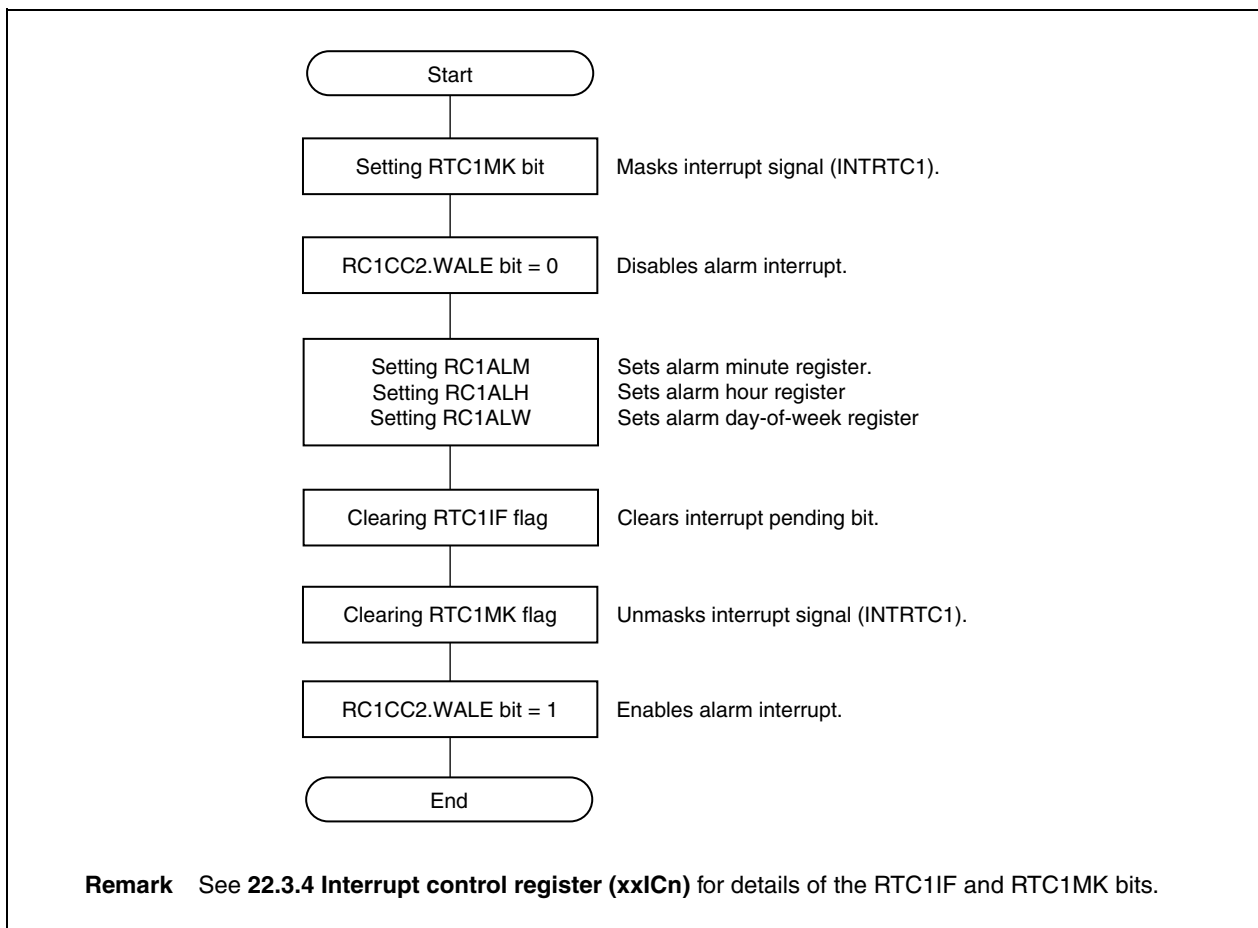 Start
Setting RTC1MK bit
Masks interrupt signal (INTRTC1).
RC1CC2.WALE bit = 0
Disables alarm interrupt.
Setting RC1ALM
Sets alarm minute register.
Setting RC1ALH
Sets alarm hour register
Setting RC1ALW
Sets alarm day-of-week register
Clearing RTC1IF flag
Clears interrupt pending bit.
Clearing RTC1MK flag
Unmasks interrupt signal (INTRTC1).
RC1CC2.WALE bit = 1
Enables alarm interrupt.
End
Remark See 22.3.4 Interrupt control register (xxICn) for details of the RTC1IF and RTC1MK bits.